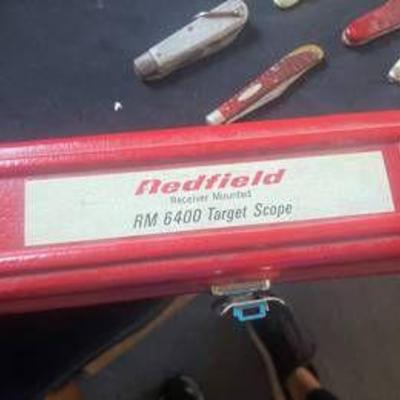 Redfield
Receiver Mounted
RM 6400 Target Scope